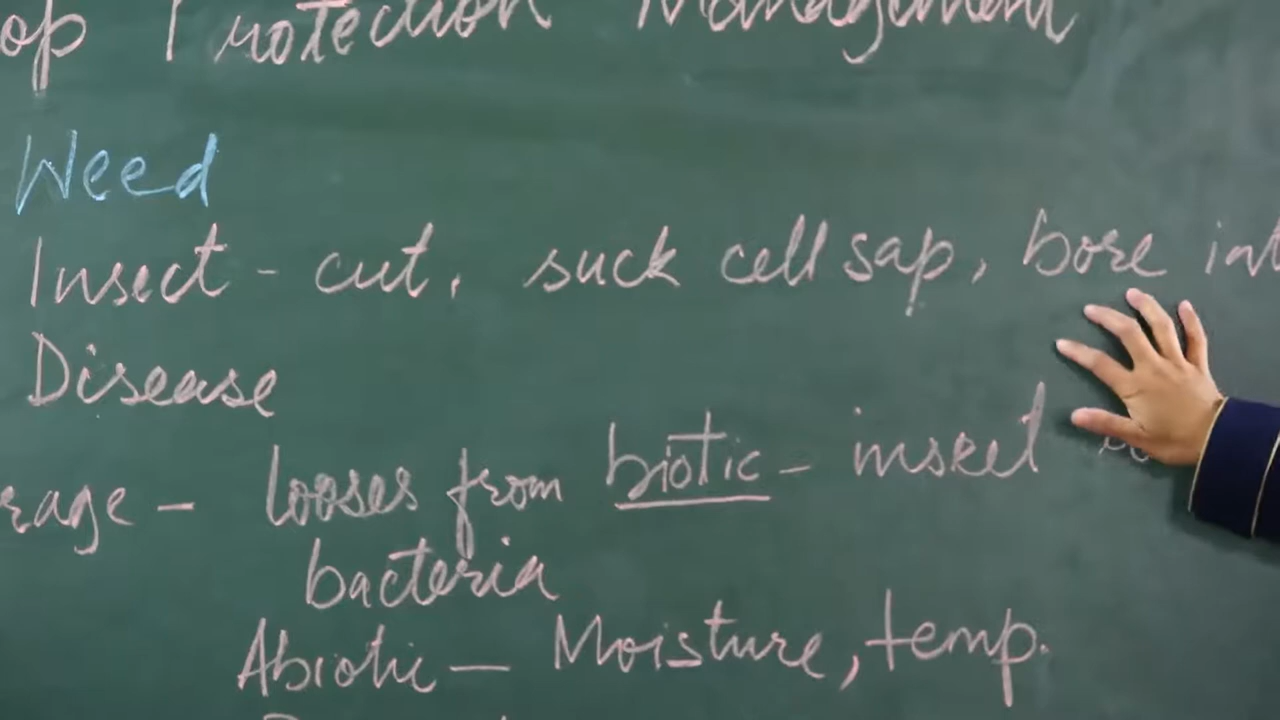 op Protection Management
Weed
Insect - cut, suck cell sap, bore int
Disease
rage - looses from biotic - insect
bacteria
Abiotic - Moisture, temp.